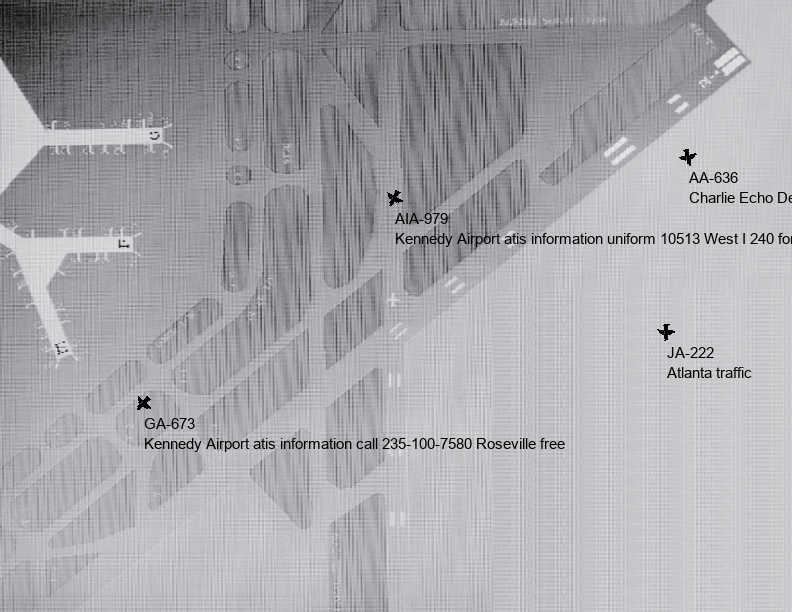 AA-636
Charlie Echo De
AIA-979
Kennedy Airport atis information uniform 10513 West I 240 for
JA-222
Atlanta traffic
GA-673
Kennedy Airport atis information call 235-100-7580 Roseville free